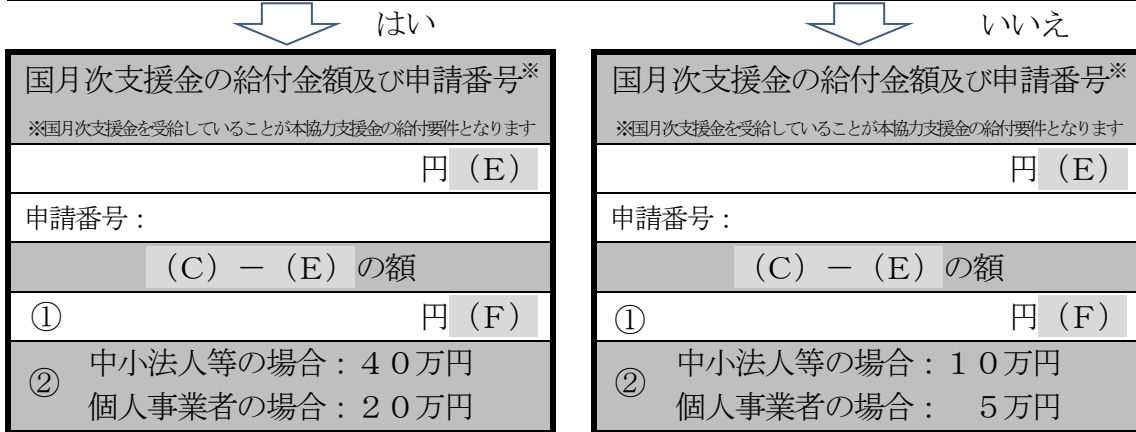 はい
国月次支援金の給付金額及び申請番号※
※国月次支援金を受給していることが本協力支援金の給付要件となります
円（E）
申請番号：
（C）－（E）の額
① 円（F）
② 中小法人等の場合：４０万円
個人事業者の場合：２０万円
いいえ
国月次支援金の給付金額及び申請番号※
※国月次支援金を受給していることが本協力支援金の給付要件となります
円（E）
申請番号：
（C）－（E）の額
① 円（F）
② 中小法人等の場合：１０万円
個人事業者の場合：　５万円